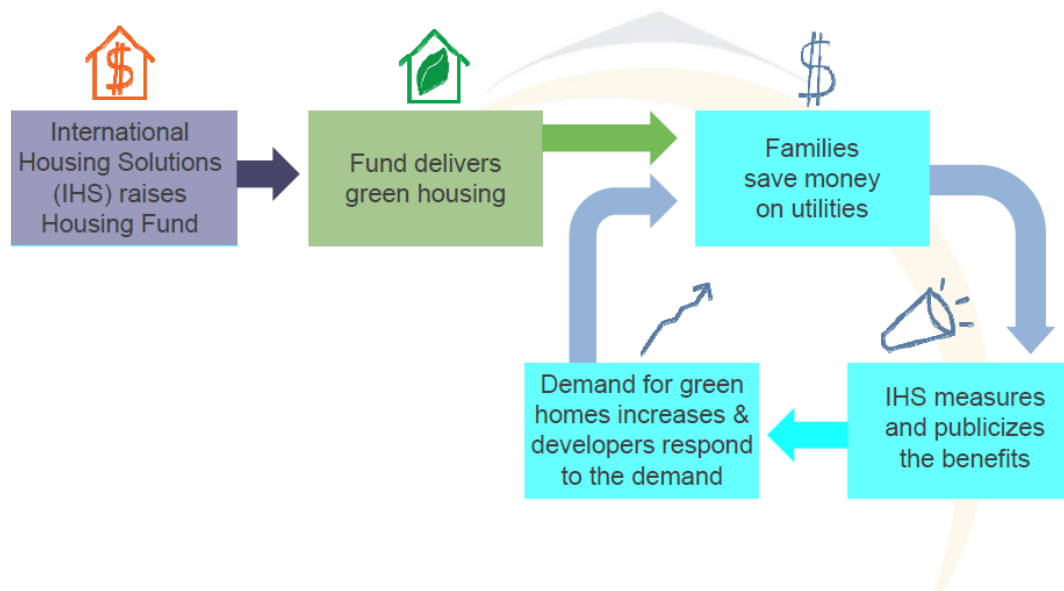 International
Housing Solutions
(IHS) raises
Housing Fund
Fund delivers
green housing
Families
save money
on utilities
Demand for green
homes increases &
developers respond
to the demand
IHS measures
and publicizes
the benefits